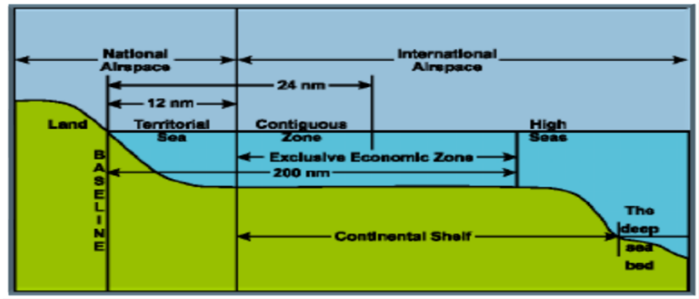 National
Airspace
International
Airspace
24 nm
12 nm
Land
Territorial
Sea
Contiguous
Zone
High
Seas
BASELINE
Exclusive Economic Zone
200 nm
Continental Shelf
The
deep
sea
bed